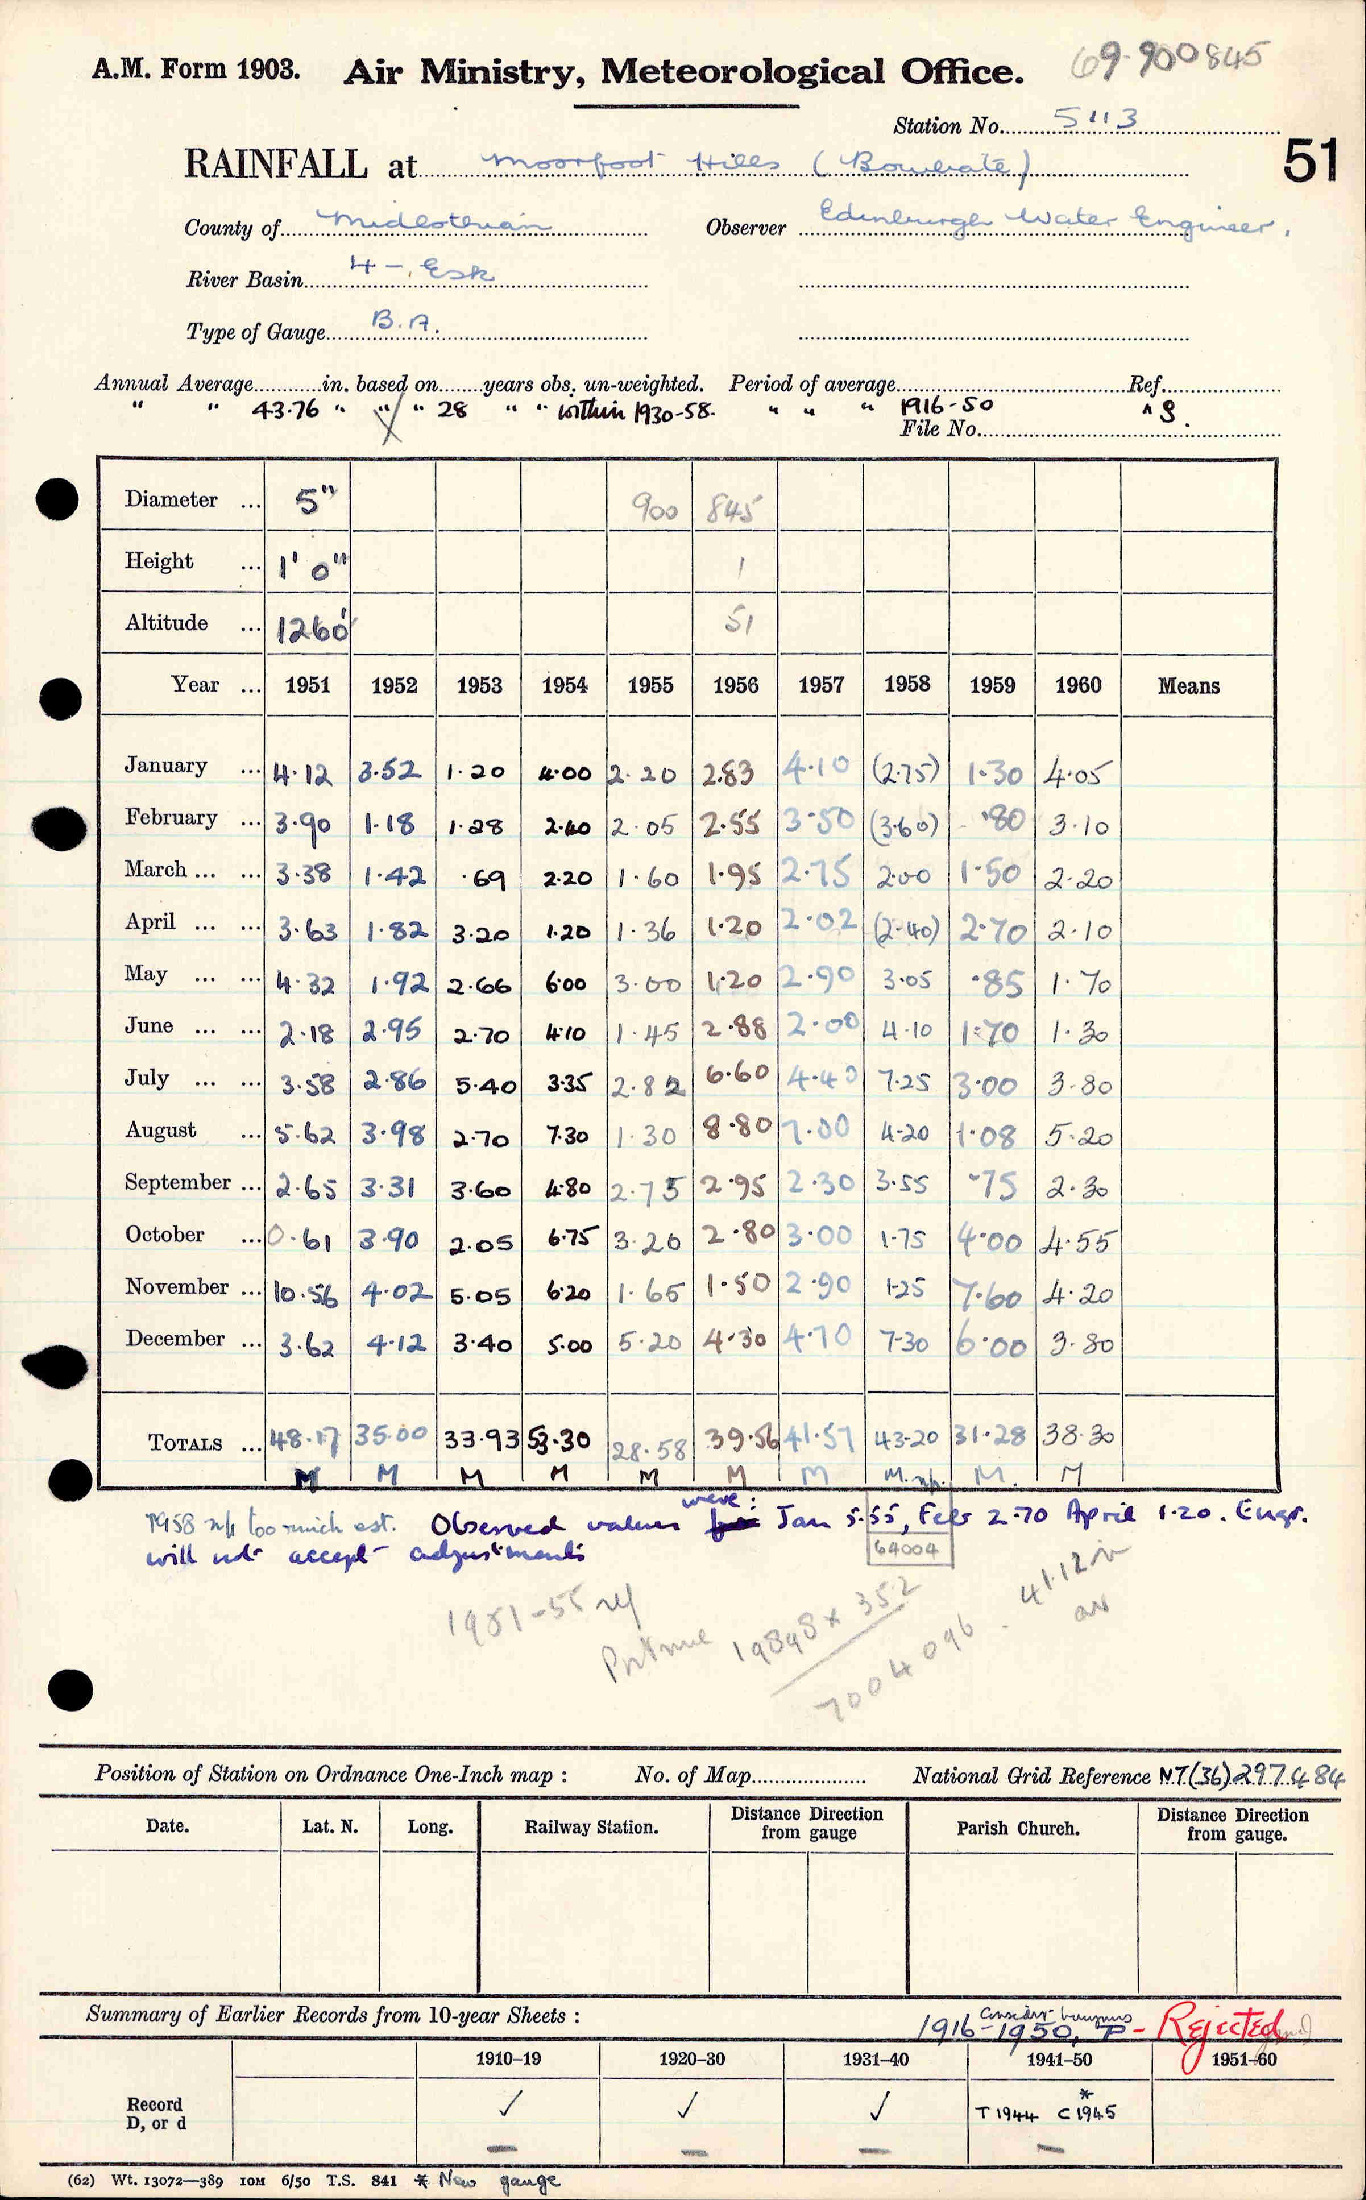 A.M. Form 1903. Air Ministry, Meteorological Office. 69.900845
Station No. 5113
51
RAINFALL at Moorfoot Hills (Bowbate)
County of Midlothian Observer Edinburgh Water Engineer,
River Basin 4 - Esk
Type of Gauge B.A.
Annual Average in. based on years obs. un-weighted. Period of average Ref.
" " 43.76 " " " 28 " " within 1930-58. " " " 1916-50 " 9.
File No.
Diameter ... 5" 900 845
Height ... 1' 0" 1
Altitude ... 1260' 51
Year ... 1951 1952 1953 1954 1955 1956 1957 1958 1959 1960 Means
January ... 4.12 3.52 1.20 4.00 2.20 2.83 4.10 (2.75) 1.30 4.05
February ... 3.90 1.18 1.28 2.40 2.05 2.55 3.50 (3.60) .80 3.10
March ... ... 3.38 1.42 .69 2.20 1.60 1.95 2.75 2.00 1.50 2.20
April ... ... 3.63 1.82 3.20 1.20 1.36 1.20 2.02 (2.40) 2.70 2.10
May ... ... 4.32 1.92 2.66 6.00 3.00 1.20 2.90 3.05 .85 1.70
June ... ... 2.18 2.95 2.70 4.10 1.45 2.88 2.00 4.10 1.70 1.30
July ... ... 3.58 2.86 5.40 3.35 2.82 6.60 4.40 7.25 3.00 3.80
August ... 5.62 3.98 2.70 7.30 1.30 8.80 7.00 4.20 1.08 5.20
September ... 2.65 3.31 3.60 4.80 2.75 2.95 2.30 3.55 .75 2.30
October ... 0.61 3.90 2.05 6.75 3.20 2.80 3.00 1.75 4.00 4.55
November ... 10.56 4.02 5.05 6.20 1.65 1.50 2.90 1.25 7.60 4.20
December ... 3.62 4.12 3.40 5.00 5.20 4.30 4.70 7.30 6.00 3.80
TOTALS ... 48.17 35.00 33.93 53.30 28.58 39.56 41.57 43.20 31.28 38.30
M M M M M M M M. n/p. M. M
1958 n/p too much est. Observed values were: Jan 5.55, Feb 2.70 April 1.20. Engr.
will not accept adjustments 64004
1951-55 ref
19898 x 352
7004096 - 41.12 in
av
Position of Station on Ordnance One-Inch map : No. of Map National Grid Reference NT(36)297484
Date. Lat. N. Long. Railway Station. Distance Direction from gauge Parish Church. Distance Direction from gauge.
Summary of Earlier Records from 10-year Sheets : 1916-1950, P - Rejected
1910–19 1920–30 1931–40 1941–50 1951–60
Record D, or d ✓ ✓ ✓ T 1944 C 1945 *
(62) Wt. 13072—389 10M 6/50 T.S. 841 * New gauge